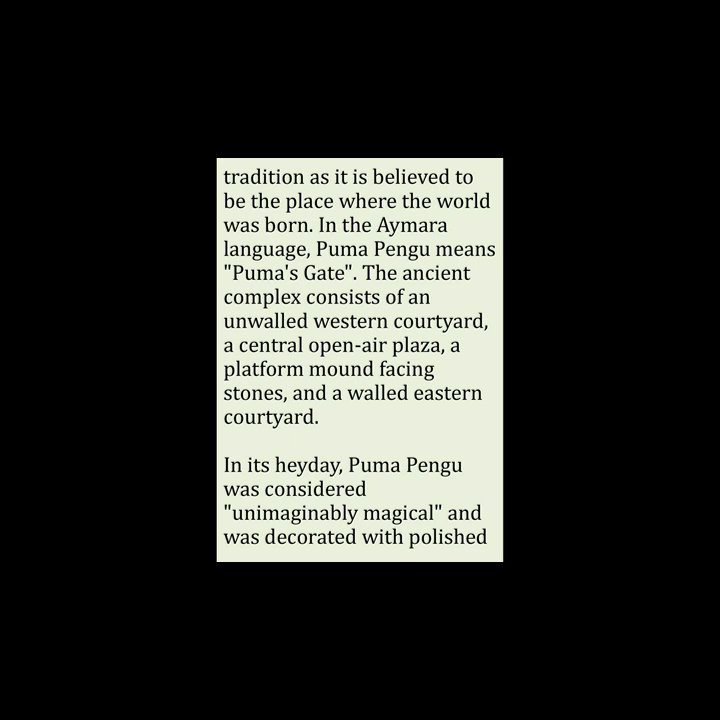 tradition as it is believed to
be the place where the world
was born. In the Aymara
language, Puma Pengu means
"Puma's Gate". The ancient
complex consists of an
unwalled western courtyard,
a central open-air plaza, a
platform mound facing
stones, and a walled eastern
courtyard.
In its heyday, Puma Pengu
was considered
"unimaginably magical" and
was decorated with polished